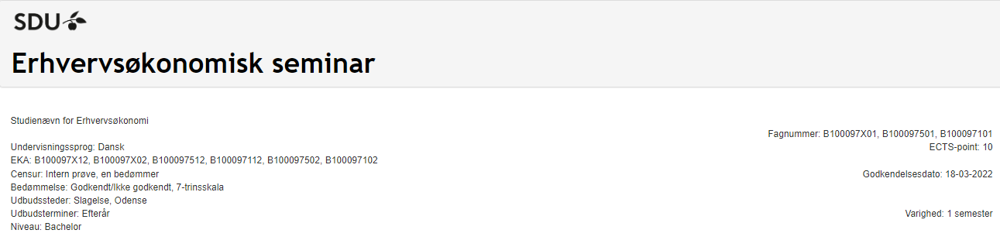 SDU
Erhvervsøkonomisk seminar
Studienævn for Erhvervsøkonomi
Fagnummer: B100097X01, B100097501, B100097101
Undervisningssprog: Dansk
ECTS-point: 10
EKA: B100097X12, B100097X02, B100097512, B100097112, B100097502, B100097102
Censur: Intern prøve, en bedømmer
Godkendelsesdato: 18-03-2022
Bedømmelse: Godkendt/Ikke godkendt, 7-trinsskala
Udbudssteder: Slagelse, Odense
Udbudsterminer: Efterår
Varighed: 1 semester
Niveau: Bachelor